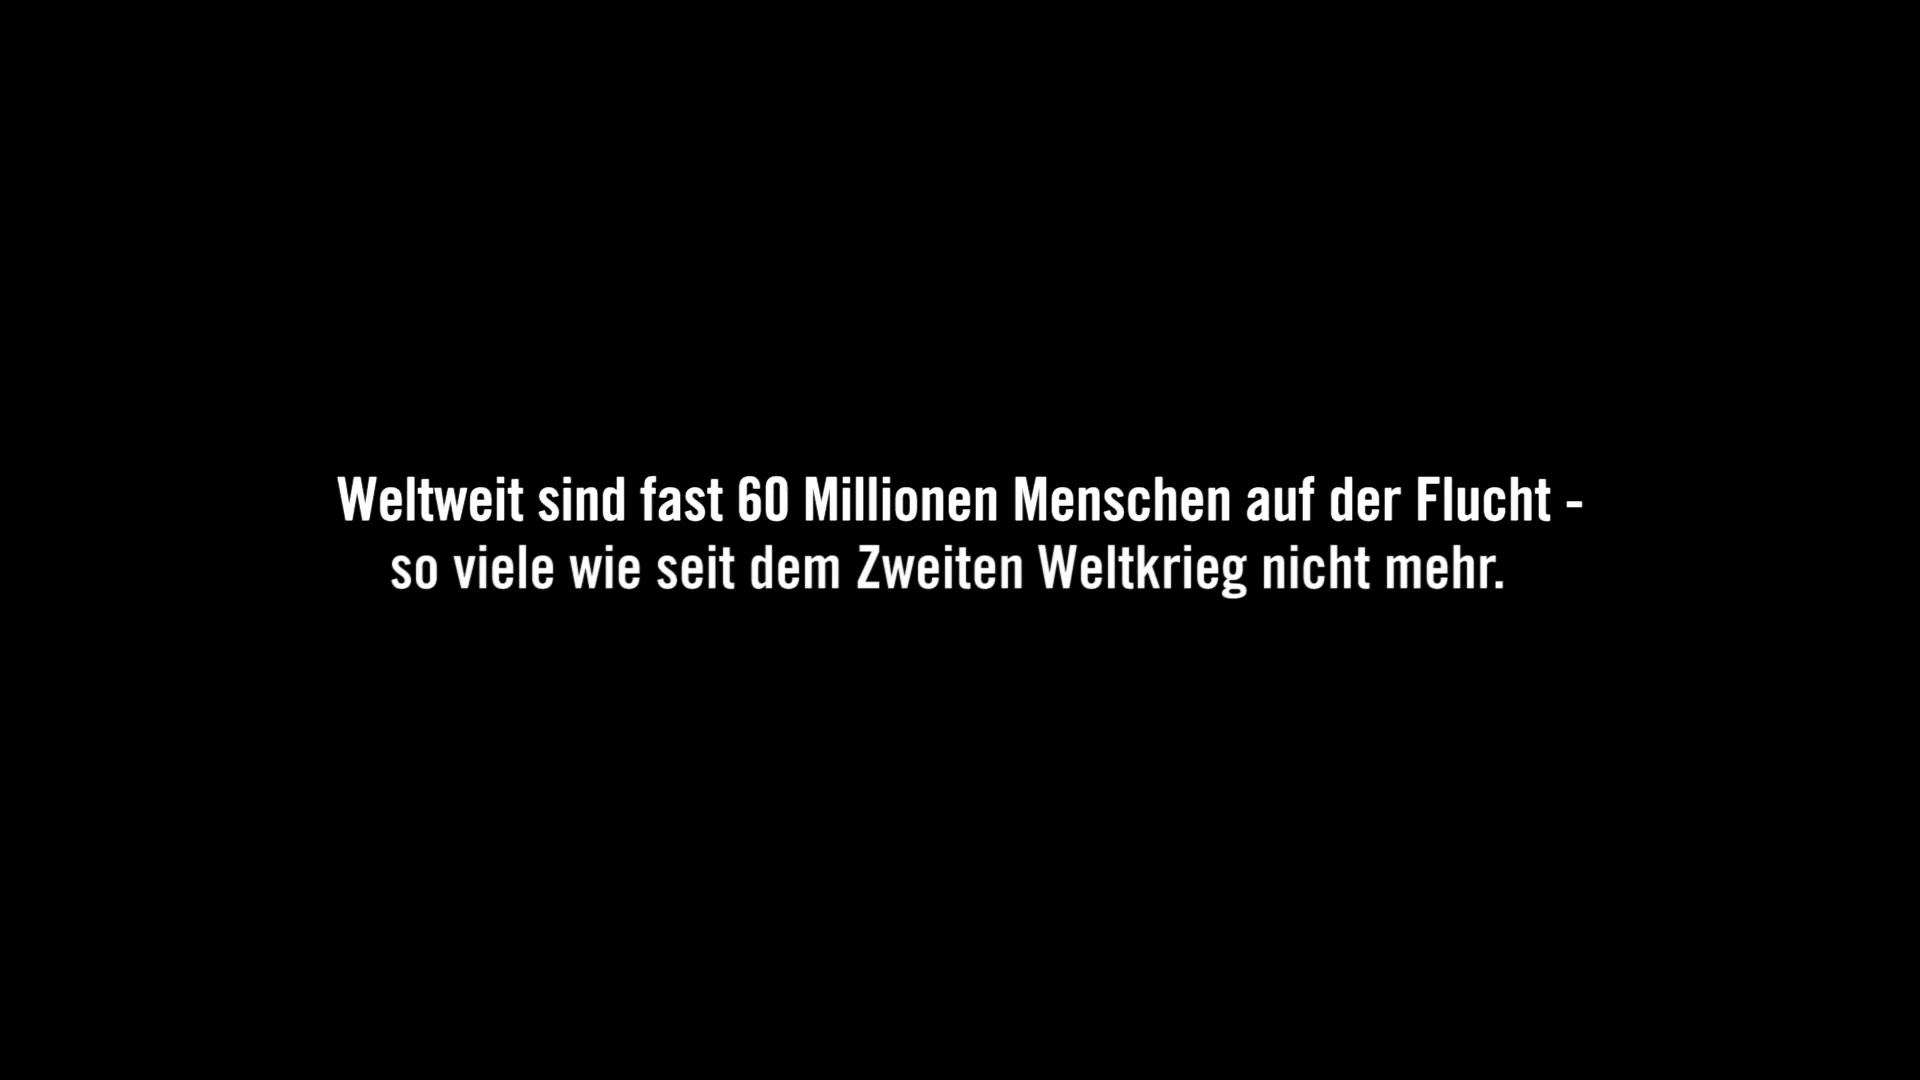 Weltweit sind fast 60 Millionen Menschen auf der Flucht -
so viele wie seit dem Zweiten Weltkrieg nicht mehr.